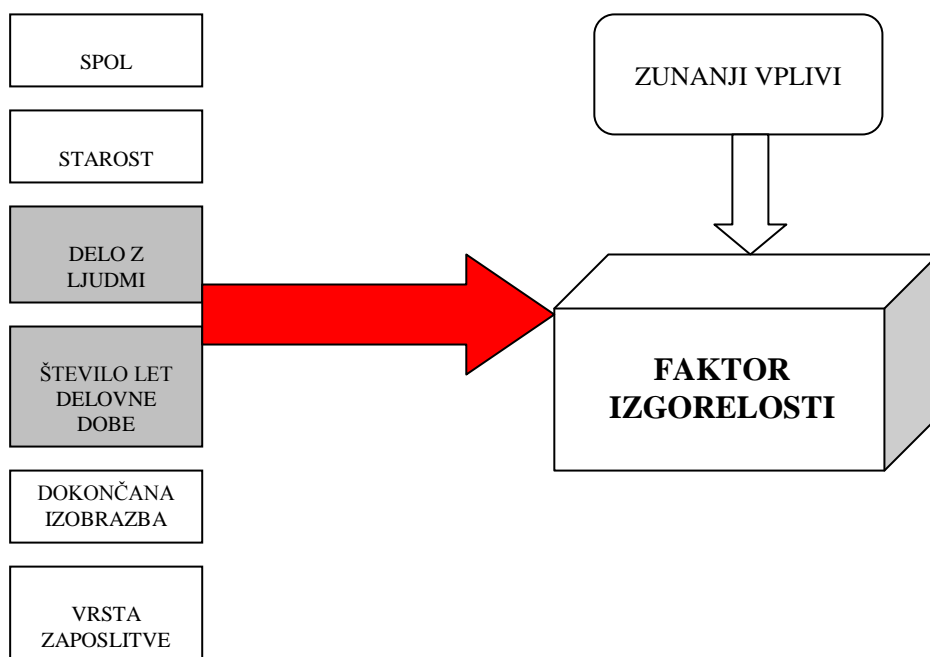 SPOL
STAROST
DELO Z
LJUDMI
ŠTEVILO LET
DELOVNE
DOBE
DOKONČANA
IZOBRAZBA
VRSTA
ZAPOSLITVE
ZUNANJI VPLIVI
FAKTOR
IZGORELOSTI